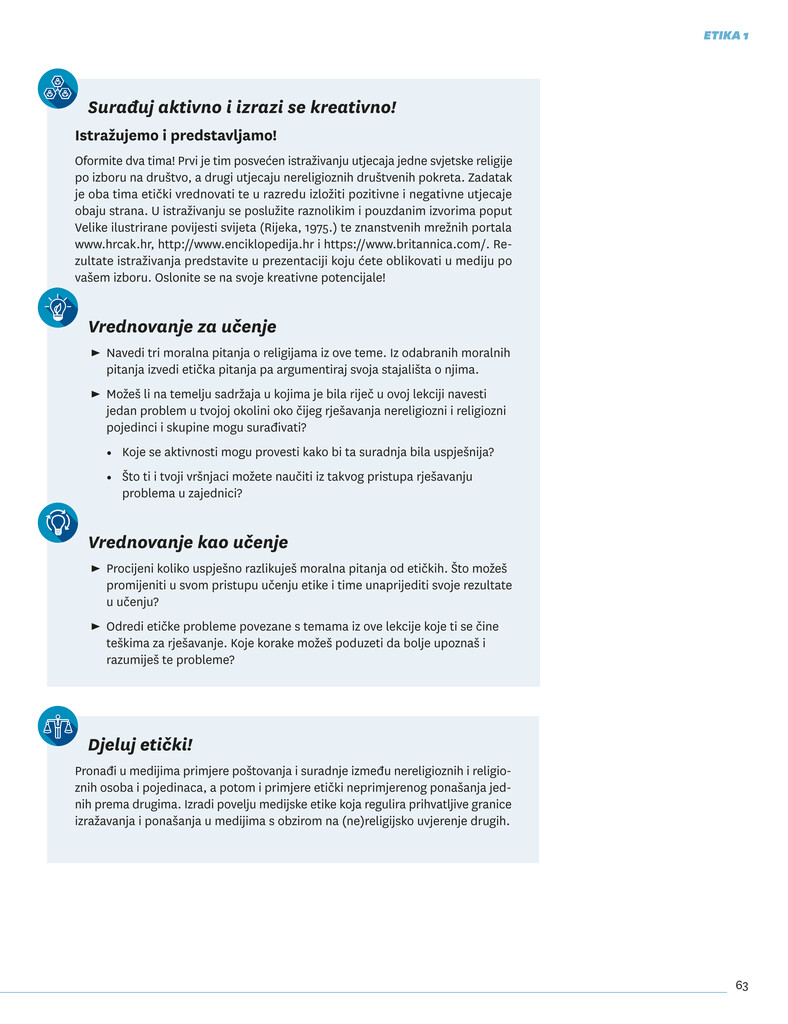 ETIKA 1
Surađuj aktivno i izrazi se kreativno!
Istražujemo i predstavljamo!
Oformite dva tima! Prvi je tim posvećen istraživanju utjecaja jedne svjetske religije
po izboru na društvo, a drugi utjecaju nereligioznih društvenih pokreta. Zadatak
je oba tima etički vrednovati te u razredu izložiti pozitivne i negativne utjecaje
obaju strana. U istraživanju se poslužite raznolikim i pouzdanim izvorima poput
Velike ilustrirane povijesti svijeta (Rijeka, 1975.) te znanstvenih mrežnih portala
www.hrcak.hr, http://www.enciklopedija.hr i https://www.britannica.com/. Re-
zultate istraživanja predstavite u prezentaciji koju ćete oblikovati u mediju po
vašem izboru. Oslonite se na svoje kreativne potencijale!
Vrednovanje za učenje
► Navedi tri moralna pitanja o religijama iz ove teme. Iz odabranih moralnih
pitanja izvedi etička pitanja pa argumentiraj svoja stajališta o njima.
► Možeš li na temelju sadržaja u kojima je bila riječ u ovoj lekciji navesti
jedan problem u tvojoj okolini oko čijeg rješavanja nereligiozni i religiozni
pojedinci i skupine mogu surađivati?
• Koje se aktivnosti mogu provesti kako bi ta suradnja bila uspješnija?
• Što ti i tvoji vršnjaci možete naučiti iz takvog pristupa rješavanju
problema u zajednici?
Vrednovanje kao učenje
► Procijeni koliko uspješno razlikuješ moralna pitanja od etičkih. Što možeš
promijeniti u svom pristupu učenju etike i time unaprijediti svoje rezultate
u učenju?
► Odredi etičke probleme povezane s temama iz ove lekcije koje ti se čine
teškima za rješavanje. Koje korake možeš poduzeti da bolje upoznaš i
razumiješ te probleme?
Djeluj etički!
Pronađi u medijima primjere poštovanja i suradnje između nereligioznih i religio-
znih osoba i pojedinaca, a potom i primjere etički neprimjerenog ponašanja jed-
nih prema drugima. Izradi povelju medijske etike koja regulira prihvatljive granice
izražavanja i ponašanja u medijima s obzirom na (ne)religijsko uvjerenje drugih.
63